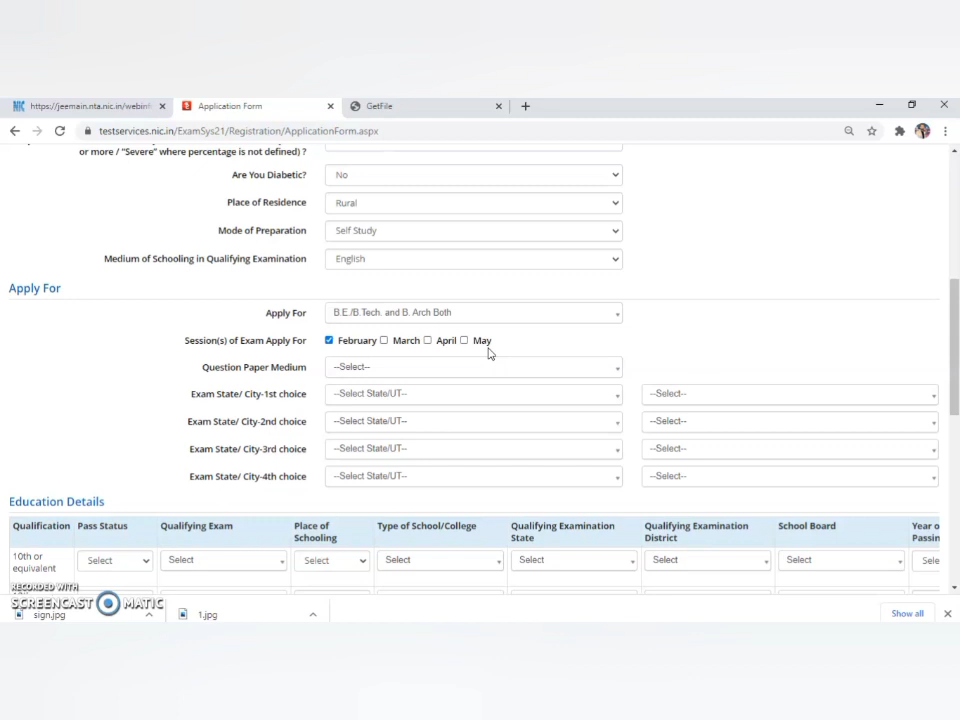 https://jeemain.nta.nic.in/webinf
Application Form
GetFile
testservices.nic.in/ExamSys21/Registration/ApplicationForm.aspx
or more / "Severe" where percentage is not defined) ?
Are You Diabetic? No
Place of Residence Rural
Mode of Preparation Self Study
Medium of Schooling in Qualifying Examination English
Apply For
Apply For B.E./B.Tech. and B. Arch Both
Session(s) of Exam Apply For February March April May
Question Paper Medium --Select--
Exam State/ City-1st choice --Select State/UT-- --Select--
Exam State/ City-2nd choice --Select State/UT-- --Select--
Exam State/ City-3rd choice --Select State/UT-- --Select--
Exam State/ City-4th choice --Select State/UT-- --Select--
Education Details
Qualification Pass Status Qualifying Exam Place of Schooling Type of School/College Qualifying Examination State Qualifying Examination District School Board Year o Passin
10th or equivalent Select Select Select Select Select Select Select Sele
RECORDED WITH
SCREENCAST MATIC
sign.jpg
1.jpg
Show all